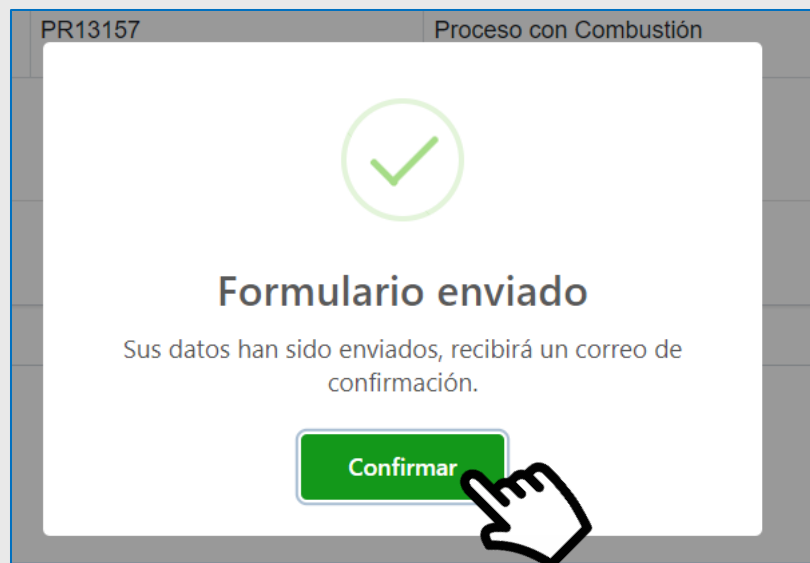 PR13157 Proceso con Combustión
Formulario enviado
Sus datos han sido enviados, recibirá un correo de
confirmación.
Confirmar